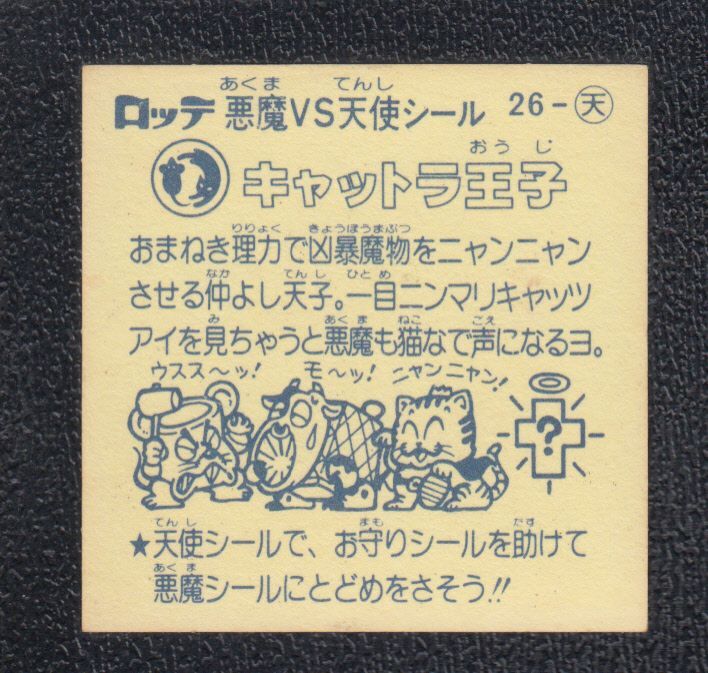 ロッテ 悪魔VS天使シール 26-天
あくま てんし
キャットラ王子
おうじ
おまねき理力で凶暴魔物をニャンニャン
りりょく きょうぼうまぶつ
させる仲よし天子。一目ニンマリキャッツ
なか てんし ひとめ
アイを見ちゃうと悪魔も猫なで声になるヨ。
み あくま ねこ ごえ
ウスス〜ッ! モ〜ッ! ニャンニャン!
?
★天使シールで、お守りシールを助けて
てんし まも たす
悪魔シールにとどめをさそう!!
あくま